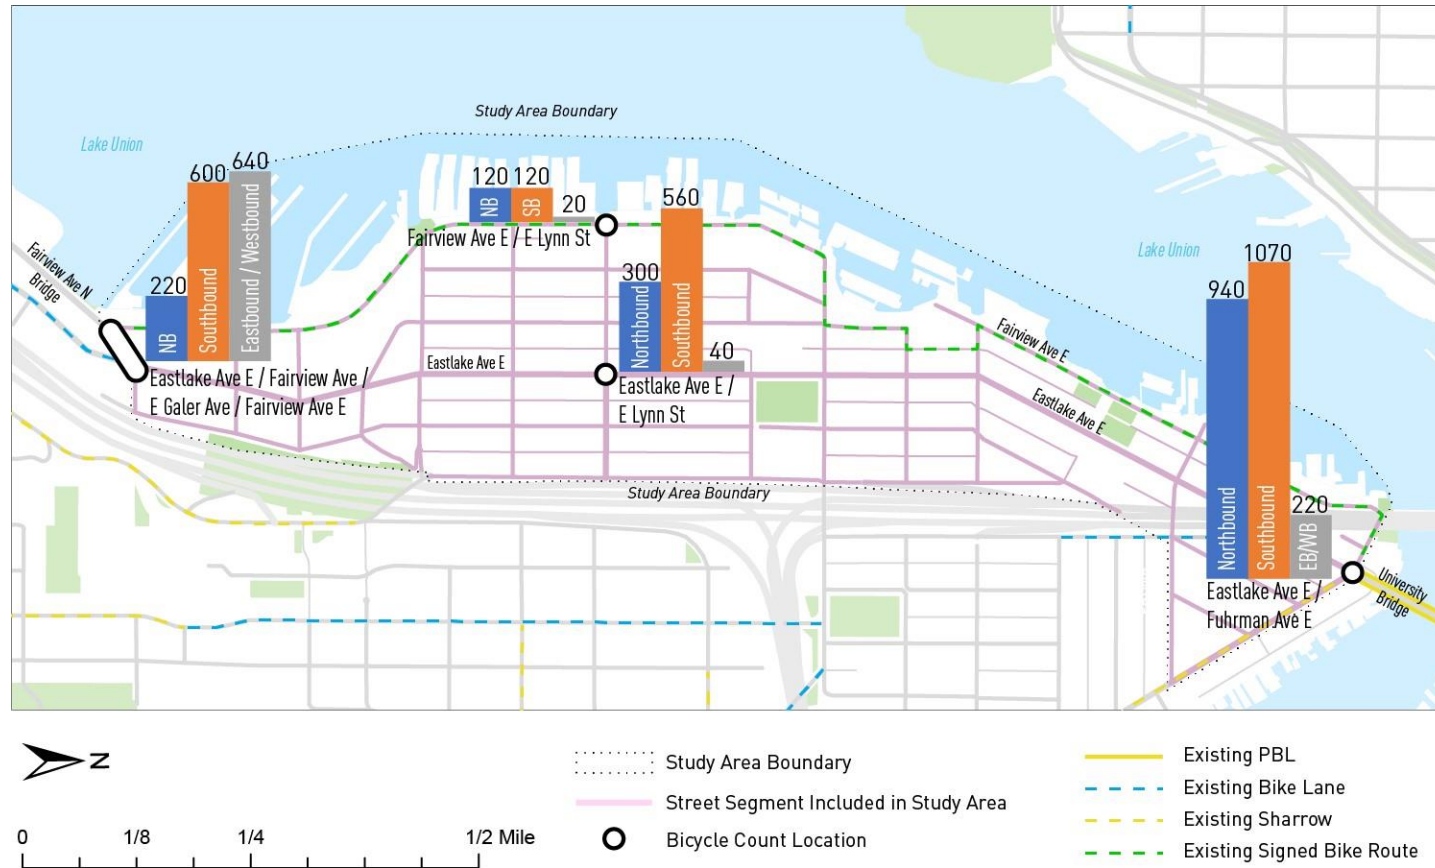 Study Area Boundary
Lake Union
600
640
220
NB
Southbound
Eastbound / Westbound
Fairview Ave N
Bridge
Eastlake Ave E / Fairview Ave /
E Galer Ave / Fairview Ave E
120
120
20
NB
SB
Fairview Ave E / E Lynn St
560
300
40
Northbound
Southbound
Eastlake Ave E
Eastlake Ave E /
E Lynn St
Study Area Boundary
Lake Union
Fairview Ave E
Eastlake Ave E
1070
940
220
Northbound
Southbound
EB/WB
Eastlake Ave E /
Fuhrman Ave E
University
Bridge
N
0
1/8
1/4
1/2 Mile
Study Area Boundary
Street Segment Included in Study Area
Bicycle Count Location
Existing PBL
Existing Bike Lane
Existing Sharrow
Existing Signed Bike Route